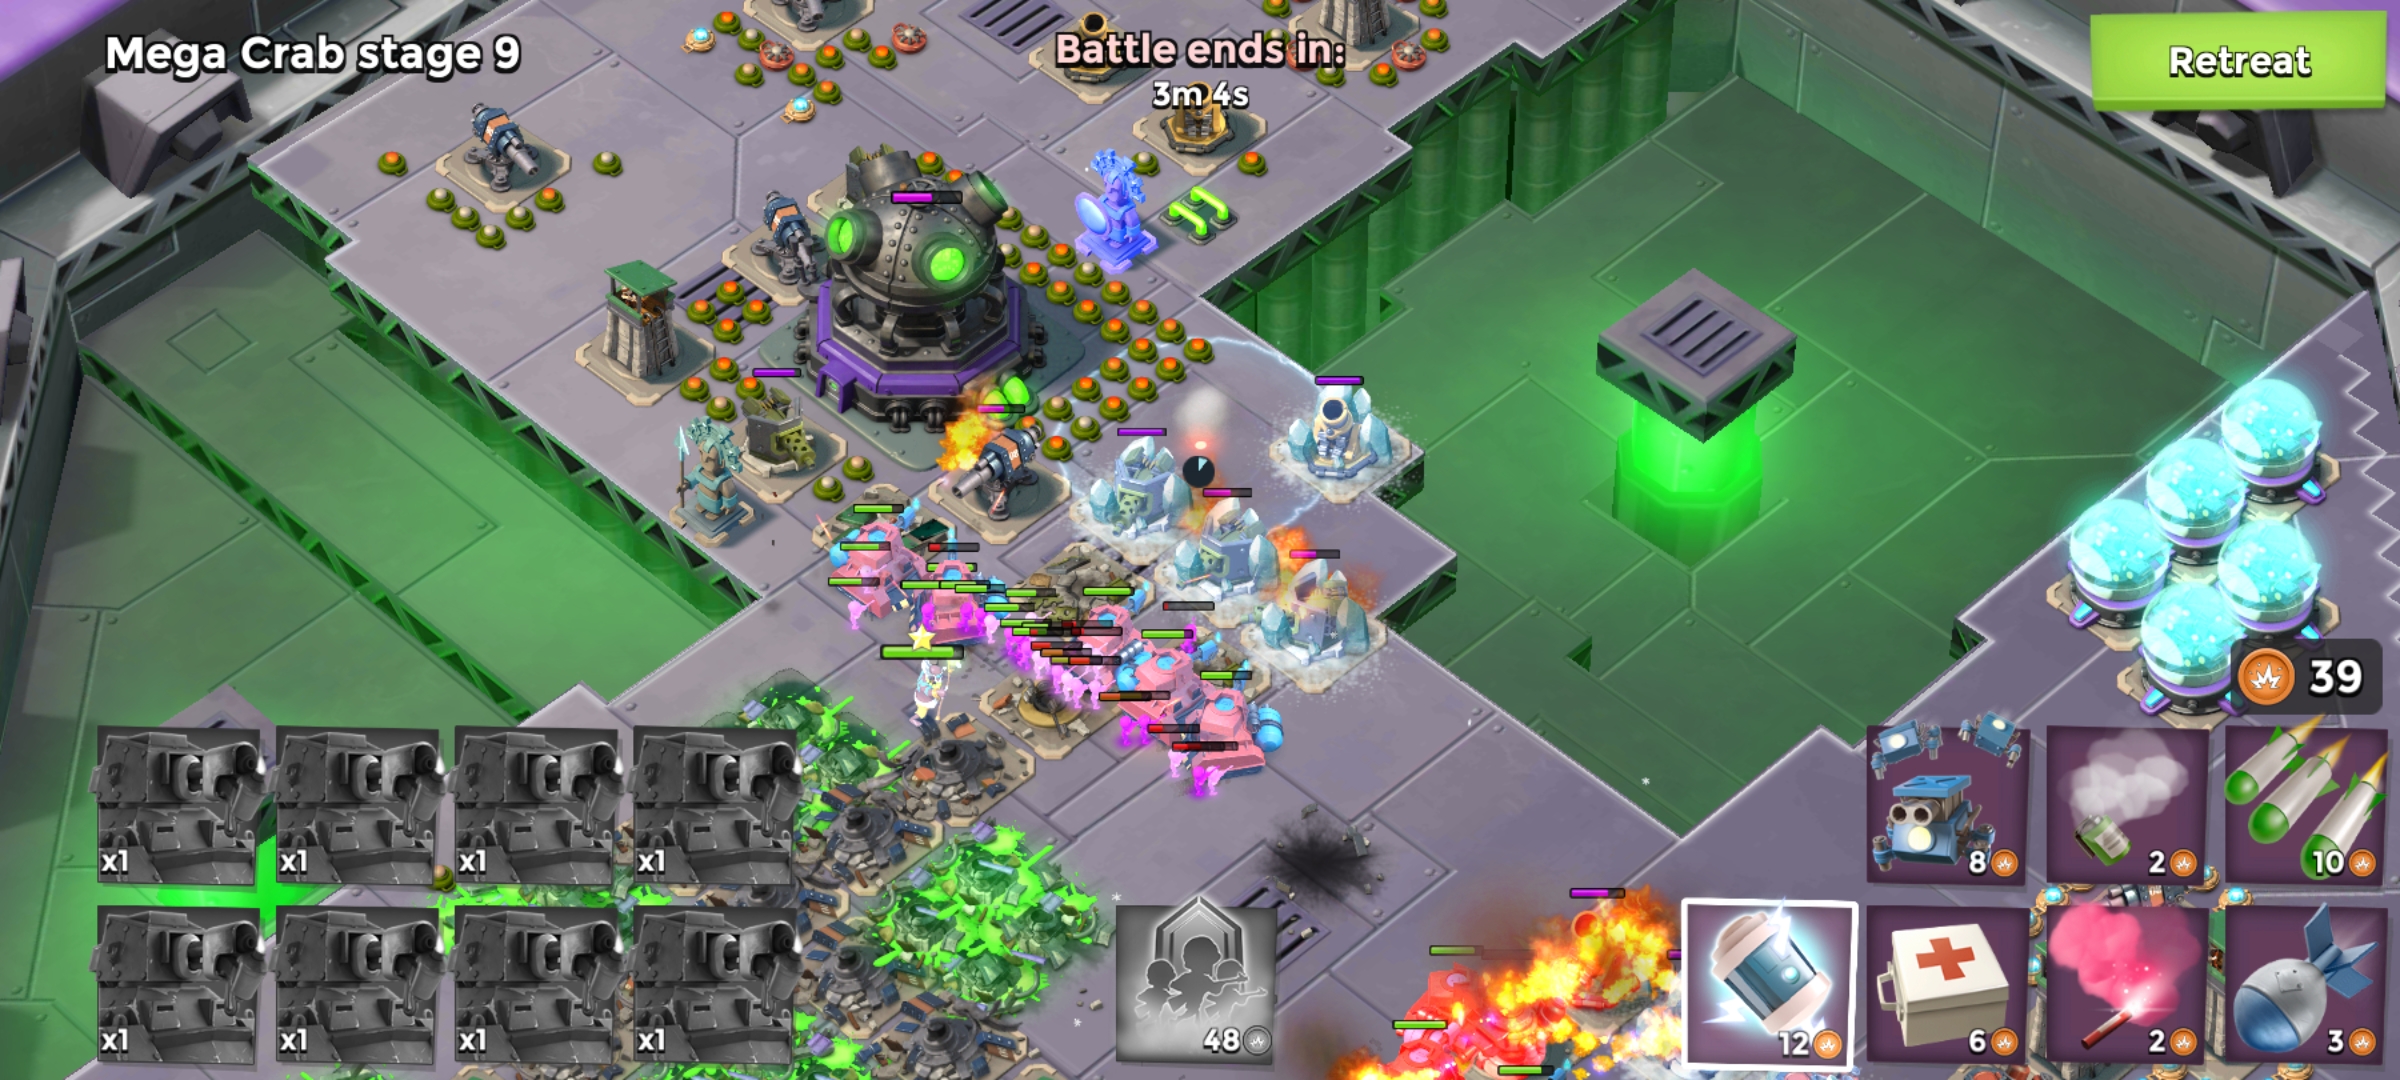 Mega Crab stage 9
Battle ends in:
3m 4s
Retreat
39
8
2
10
x1
x1
x1
x1
x1
x1
x1
x1
48
12
6
2
3